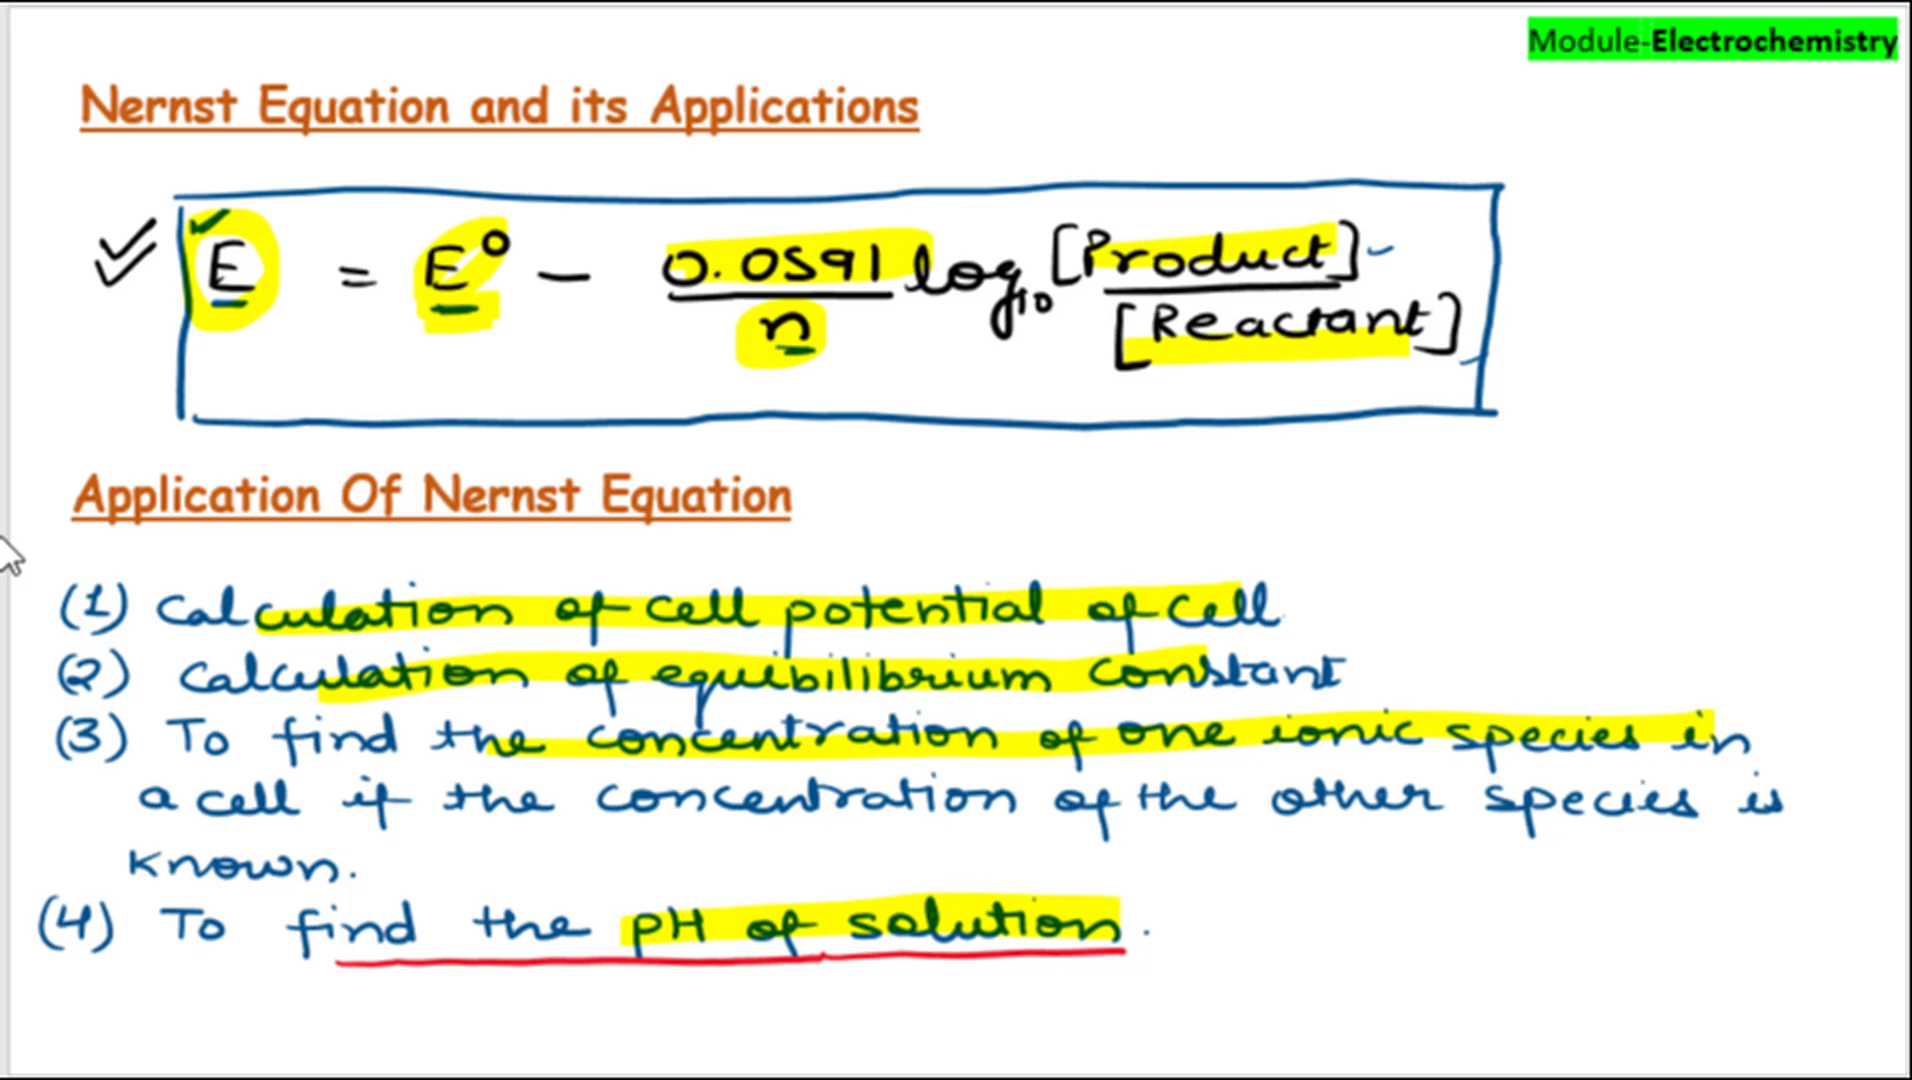 Module-Electrochemistry
Nernst Equation and its Applications
E = E° - 0.0591/n log10 [Product]/[Reactant]
Application Of Nernst Equation
(1) Calculation of cell potential of cell.
(2) Calculation of equibilibrium constant
(3) To find the concentration of one ionic species in
a cell if the concentration of the other species is
known.
(4) To find the pH of solution.